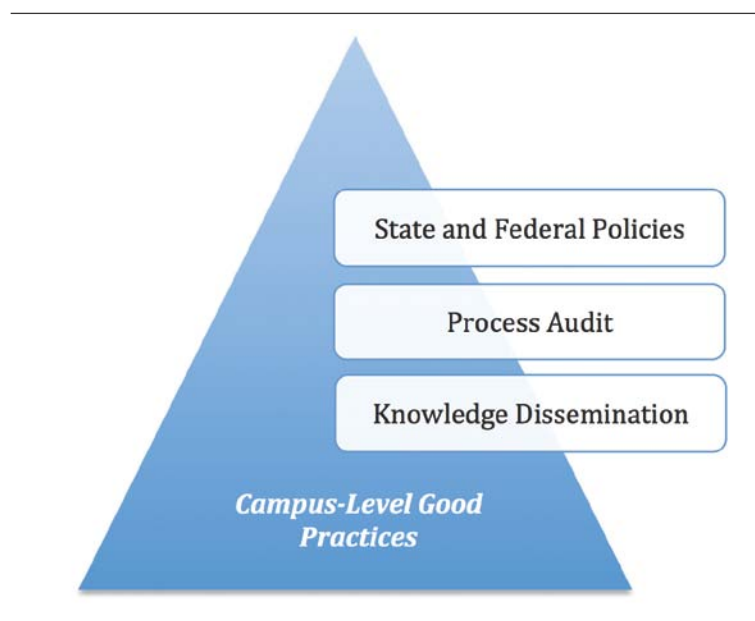 State and Federal Policies
Process Audit
Knowledge Dissemination
Campus-Level Good
Practices